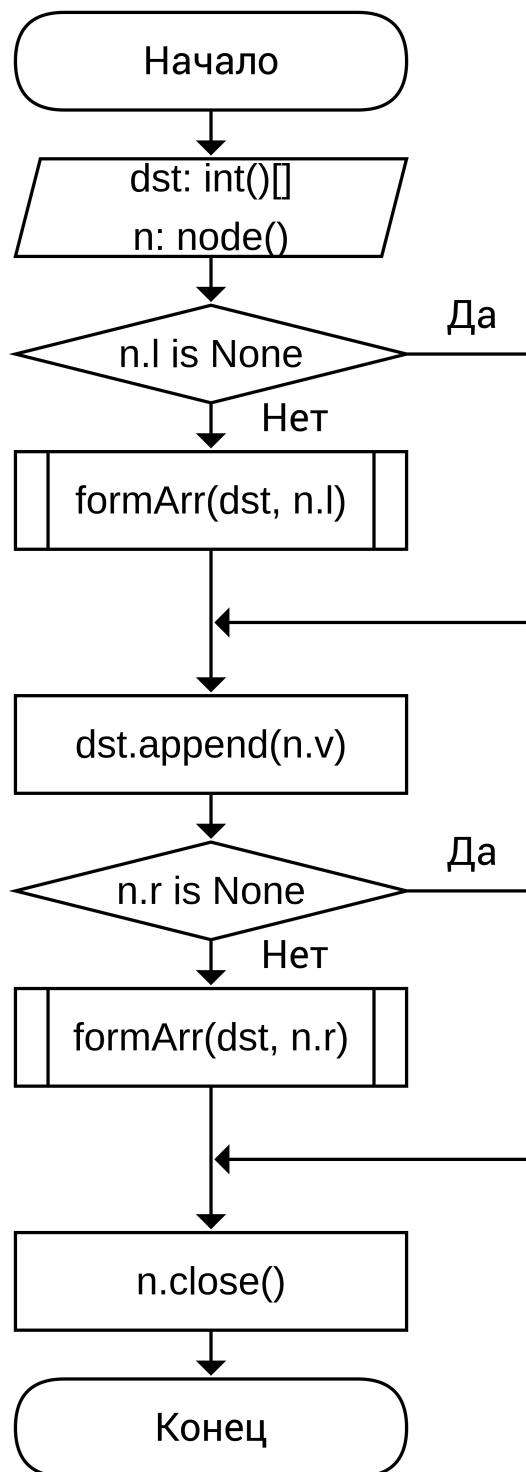 Начало
dst: int()[]
n: node()
n.l is None
Да
Нет
formArr(dst, n.l)
dst.append(n.v)
n.r is None
Да
Нет
formArr(dst, n.r)
n.close()
Конец